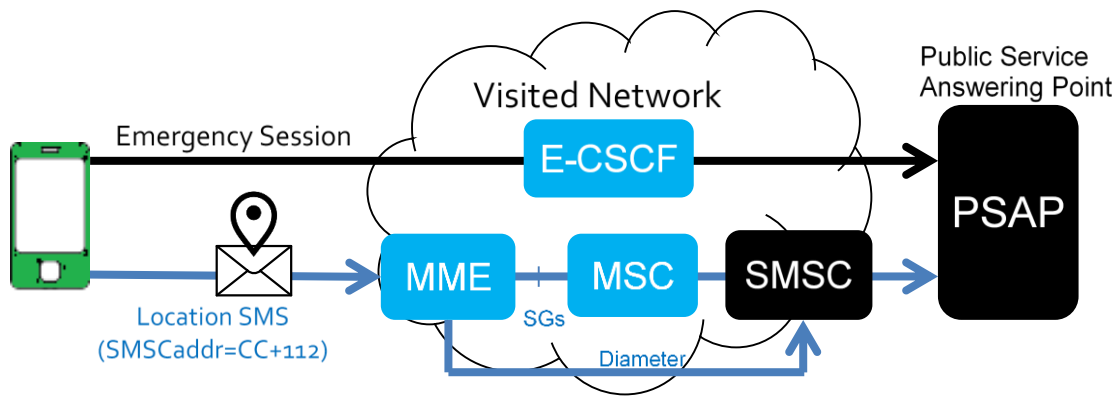 Public Service
Answering Point
Visited Network
Emergency Session
E-CSCF
PSAP
MME
MSC
SMSC
SGs
Location SMS
(SMSCaddr=CC+112)
Diameter